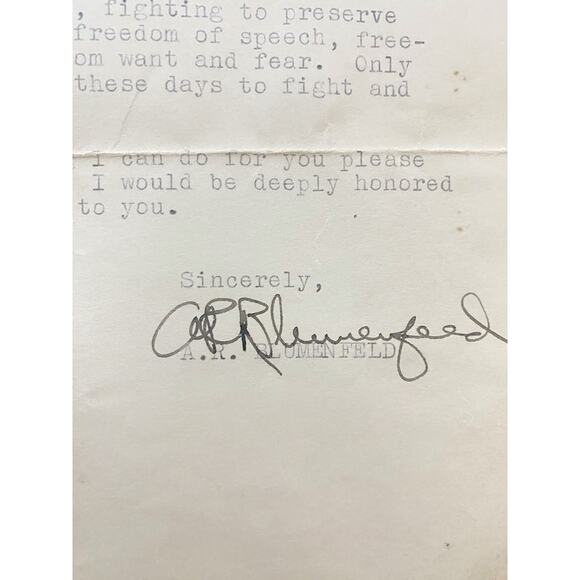 , fighting to preserve
freedom of speech, free-
om want and fear. Only
these days to fight and
I can do for you please
I would be deeply honored
to you.
Sincerely,
A.R. Blumenfeld
A.R. BLUMENFELD